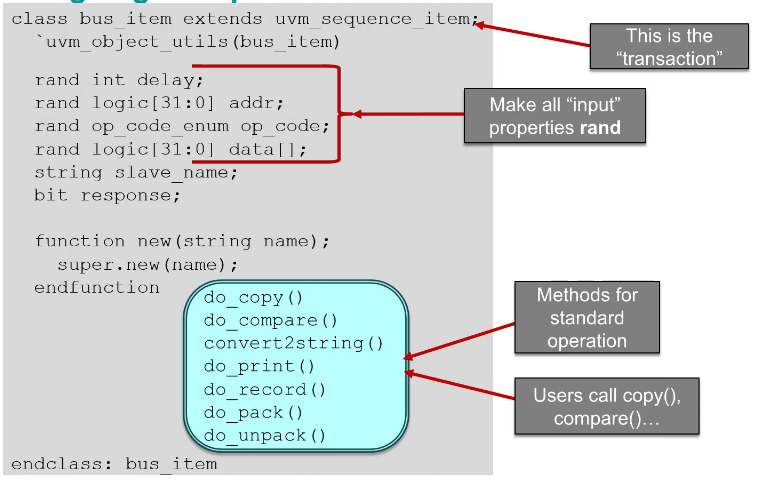 class bus_item extends uvm_sequence_item;
`uvm_object_utils(bus_item)
rand int delay;
rand logic[31:0] addr;
rand op_code_enum op_code;
rand logic[31:0] data[];
string slave_name;
bit response;
function new(string name);
super.new(name);
endfunction
do_copy()
do_compare()
convert2string()
do_print()
do_record()
do_pack()
do_unpack()
endclass: bus_item
This is the
“transaction”
Make all “input”
properties rand
Methods for
standard
operation
Users call copy(),
compare()…